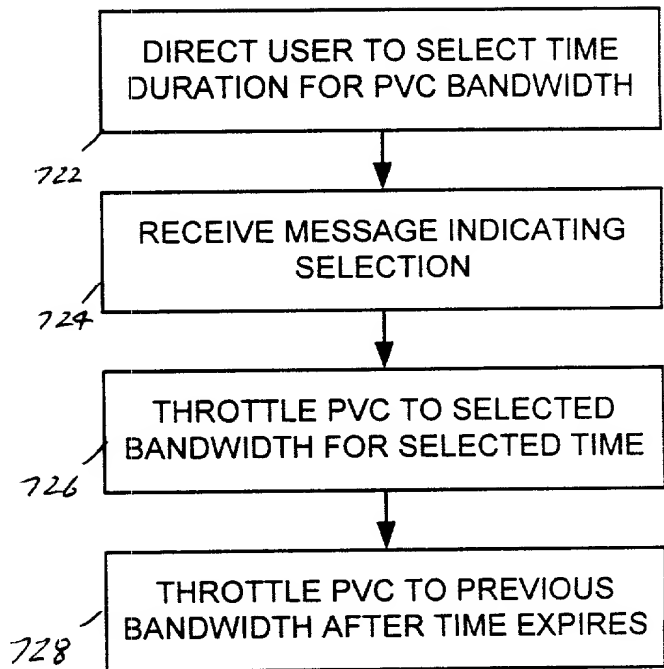 DIRECT USER TO SELECT TIME
DURATION FOR PVC BANDWIDTH
722
RECEIVE MESSAGE INDICATING
SELECTION
724
THROTTLE PVC TO SELECTED
BANDWIDTH FOR SELECTED TIME
726
THROTTLE PVC TO PREVIOUS
BANDWIDTH AFTER TIME EXPIRES
728